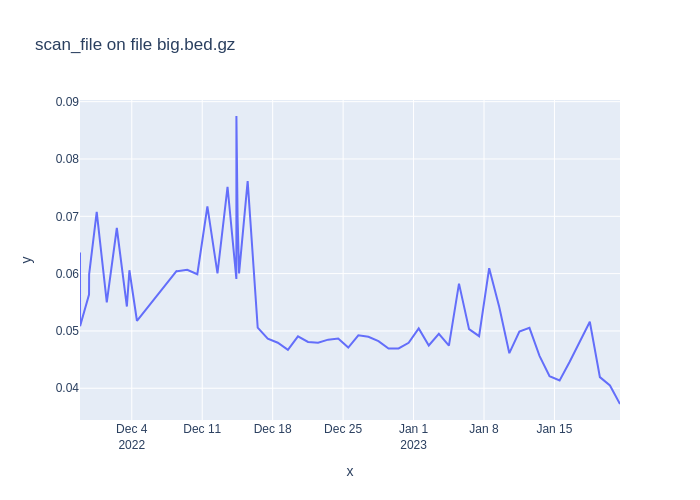 scan_file on file big.bed.gz
0.09
0.08
0.07
0.06
0.05
0.04
y
Dec 4
2022
Dec 11
Dec 18
Dec 25
Jan 1
2023
Jan 8
Jan 15
x